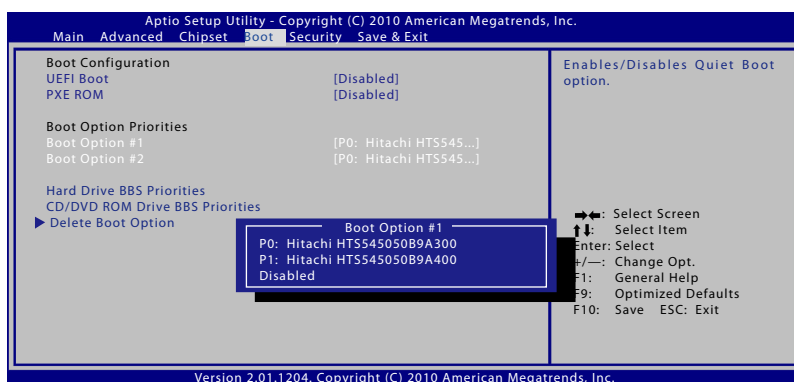 Aptio Setup Utility - Copyright (C) 2010 American Megatrends, Inc.
Main Advanced Chipset Boot Security Save & Exit
Boot Configuration
UEFI Boot [Disabled]
PXE ROM [Disabled]
Boot Option Priorities
Boot Option #1 [P0: Hitachi HTS545...]
Boot Option #2 [P0: Hitachi HTS545...]
Hard Drive BBS Priorities
CD/DVD ROM Drive BBS Priorities
Delete Boot Option
Boot Option #1
P0: Hitachi HTS545050B9A300
P1: Hitachi HTS545050B9A400
Disabled
Enables/Disables Quiet Boot
option.
: Select Screen
: Select Item
Enter: Select
+/—: Change Opt.
F1: General Help
F9: Optimized Defaults
F10: Save ESC: Exit
Version 2.01.1204. Copyright (C) 2010 American Megatrends, Inc.